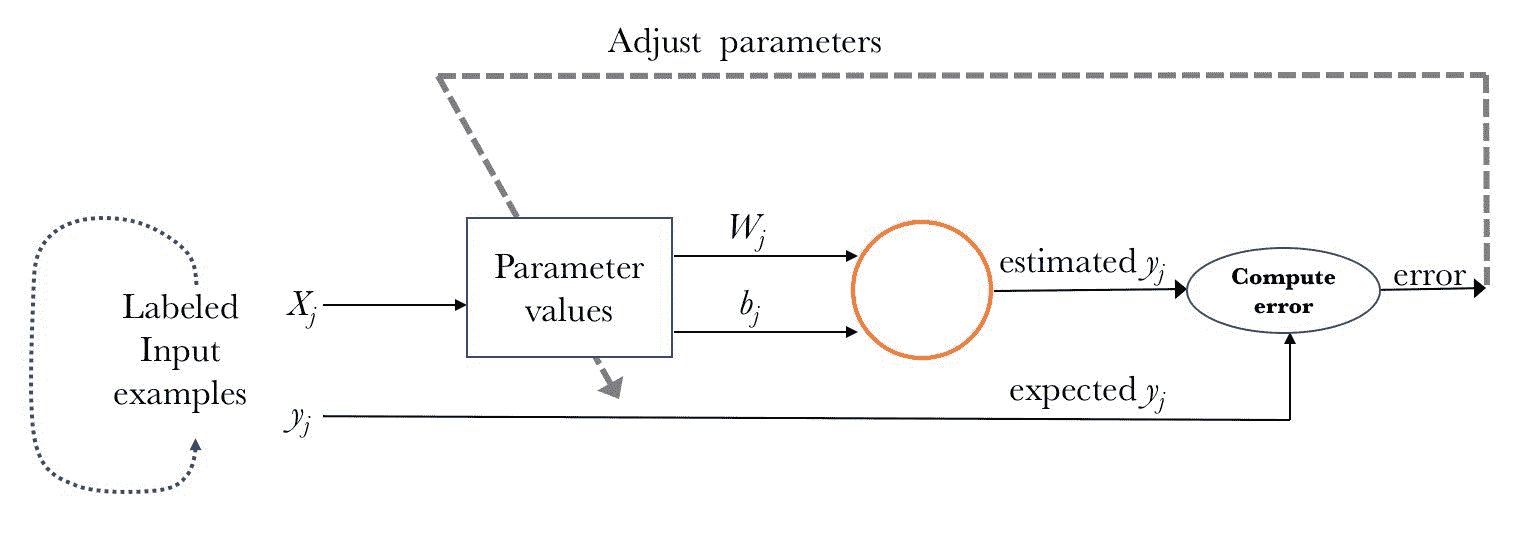 Adjust parameters
Labeled
Input
examples
X_j
y_j
Parameter
values
W_j
b_j
estimated y_j
expected y_j
Compute
error
error